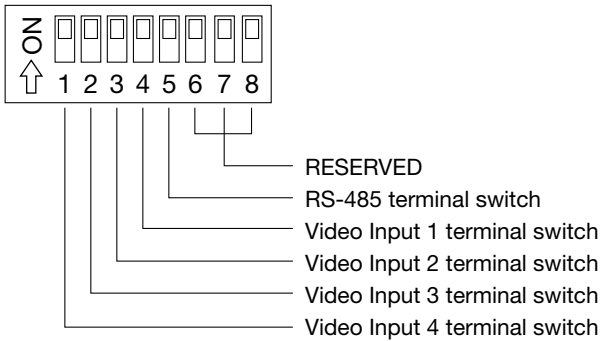 ON
1 2 3 4 5 6 7 8
RESERVED
RS-485 terminal switch
Video Input 1 terminal switch
Video Input 2 terminal switch
Video Input 3 terminal switch
Video Input 4 terminal switch